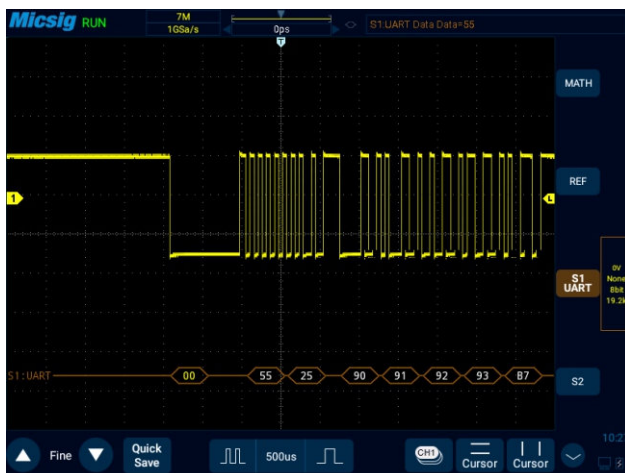 Micsig RUN
7M
1GSa/s
0ps
S1:UART Data Data=55
T
MATH
REF
1
L
S1
UART
0V
None
8bit
19.2k
S1:UART
00
55
25
90
91
92
93
B7
S2
Fine
Quick
Save
500us
CH1
Cursor
Cursor